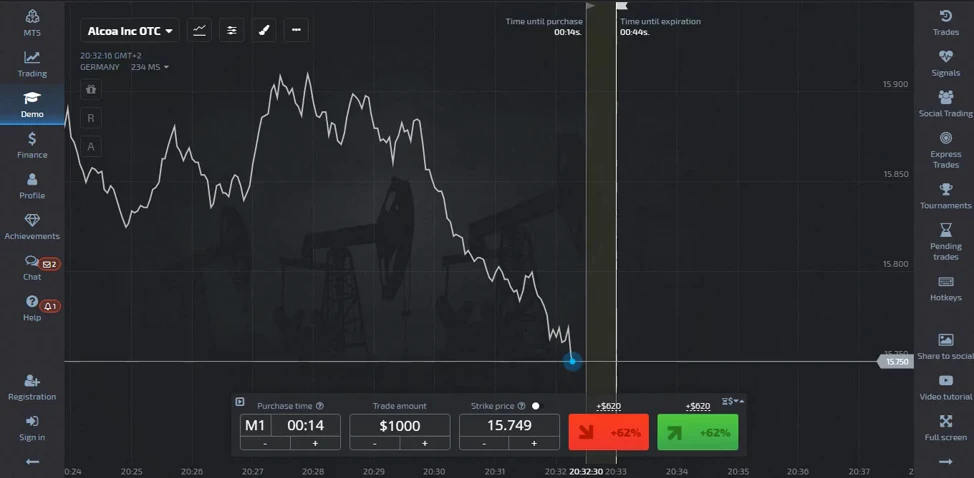 MT5
Trading
Demo
Finance
Profile
Achievements
Chat
2
Help
1
Registration
Sign in
Alcoa Inc OTC
20:32:16 GMT+2
GERMANY 234 MS
R
A
Time until purchase
00:14s.
Time until expiration
00:44s.
15.900
15.850
15.800
15.750
15.750
Purchase time
M1 00:14
- +
Trade amount
$1000
- +
Strike price
15.749
- +
+$620
+62%
+$620
+62%
0:24 20:25 20:26 20:27 20:28 20:29 20:30 20:31 20:32 20:32:30 20:33 20:34 20:35 20:36 20:37 2
Trades
Signals
Social Trading
Express
Trades
Tournaments
Pending
trades
Hotkeys
Share to social
Video tutorial
Full screen